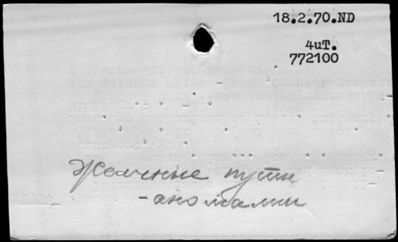 18.2.70.ND
4uT.
772100
Желчные пути
-аномалии